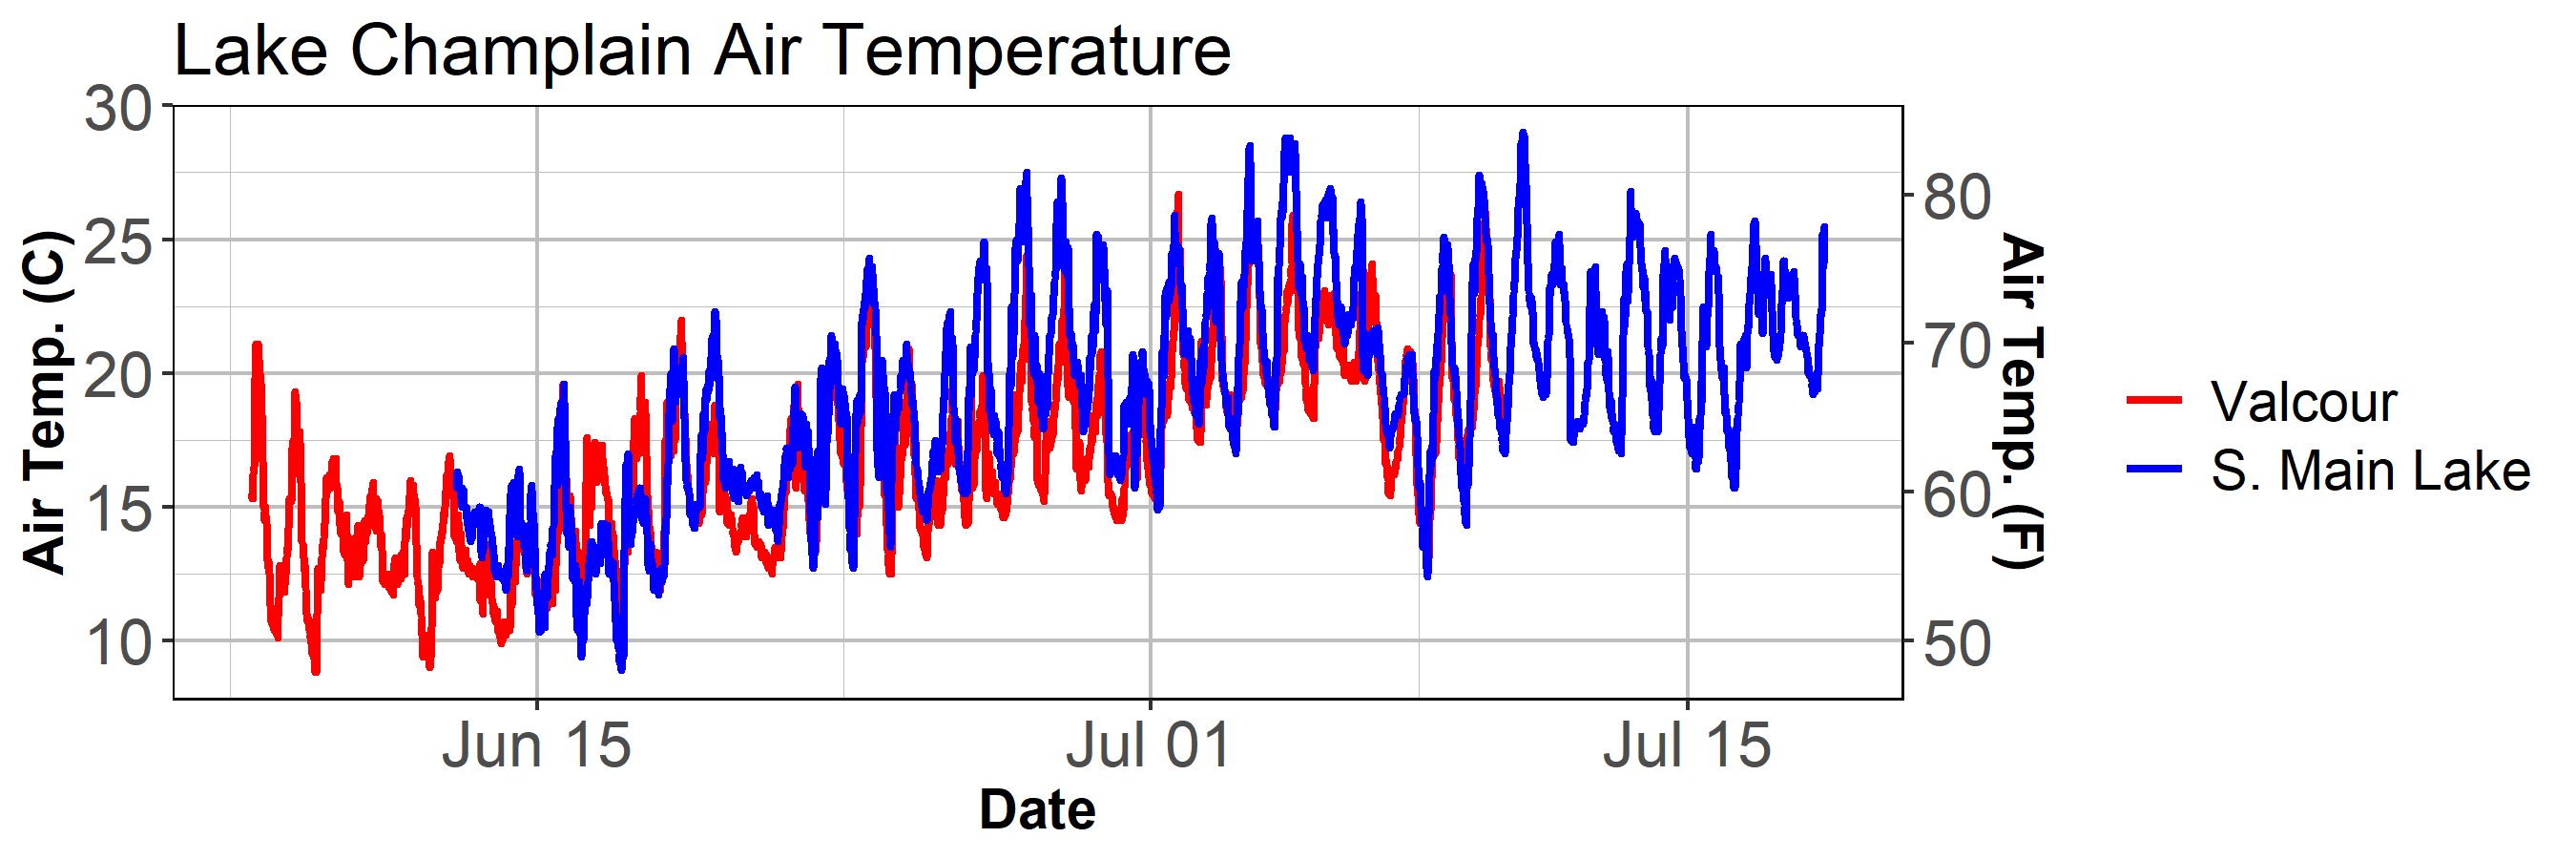 Lake Champlain Air Temperature
30
25
20
15
10
Air Temp. (C)
80
70
60
50
Air Temp. (F)
Jun 15
Jul 01
Jul 15
Date
Valcour
S. Main Lake